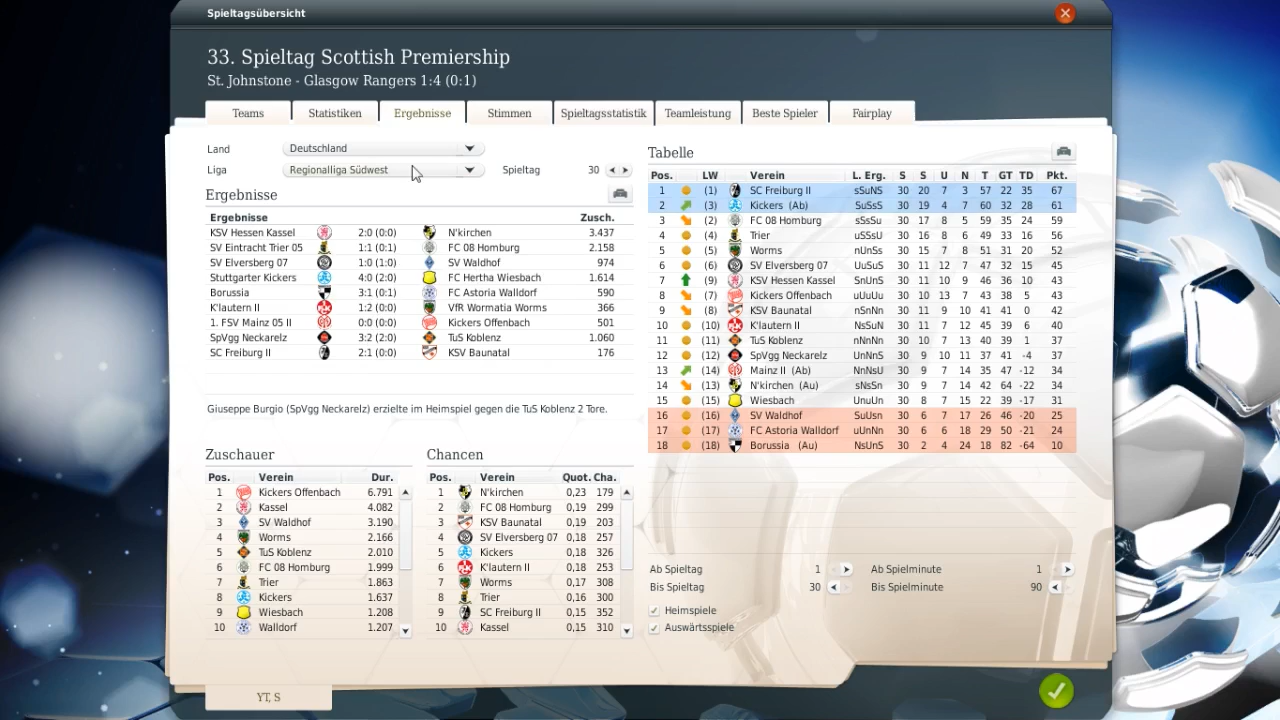 Spieltagsübersicht
33. Spieltag Scottish Premiership
St. Johnstone - Glasgow Rangers 1:4 (0:1)
Teams Statistiken Ergebnisse Stimmen Spieltagsstatistik Teamleistung Beste Spieler Fairplay
Land Deutschland
Liga Regionalliga Südwest Spieltag 30
Ergebnisse
Ergebnisse Zusch.
KSV Hessen Kassel 2:0 (0:0) N'kirchen 3.437
SV Eintracht Trier 05 1:1 (0:1) FC 08 Homburg 2.158
SV Elversberg 07 1:0 (1:0) SV Waldhof 974
Stuttgarter Kickers 4:0 (2:0) FC Hertha Wiesbach 1.614
Borussia 3:1 (0:1) FC Astoria Walldorf 590
K'lautern II 1:2 (0:0) VfR Wormatia Worms 366
1. FSV Mainz 05 II 0:0 (0:0) Kickers Offenbach 501
SpVgg Neckarelz 3:2 (2:0) TuS Koblenz 1.060
SC Freiburg II 2:1 (0:0) KSV Baunatal 176
Giuseppe Burgio (SpVgg Neckarelz) erzielte im Heimspiel gegen die TuS Koblenz 2 Tore.
Zuschauer
Pos. Verein Dur.
1 Kickers Offenbach 6.791
2 Kassel 4.082
3 SV Waldhof 3.190
4 Worms 2.166
5 TuS Koblenz 2.010
6 FC 08 Homburg 1.999
7 Trier 1.863
8 Kickers 1.637
9 Wiesbach 1.208
10 Walldorf 1.207
Chancen
Pos. Verein Quot. Cha.
1 N'kirchen 0,23 179
2 FC 08 Homburg 0,19 299
3 KSV Baunatal 0,19 203
4 SV Elversberg 07 0,18 257
5 Kickers 0,18 326
6 K'lautern II 0,18 253
7 Worms 0,17 308
8 Trier 0,16 300
9 SC Freiburg II 0,15 352
10 Kassel 0,15 310
Tabelle
Pos. LW Verein L. Erg. S S U N T GT TD Pkt.
1 (1) SC Freiburg II sSuNS 30 20 7 3 57 22 35 67
2 (3) Kickers (Ab) SuSsS 30 19 4 7 60 32 28 61
3 (2) FC 08 Homburg sSsSu 30 17 8 5 59 35 24 59
4 (4) Trier uSSsU 30 16 8 6 49 33 16 56
5 (5) Worms nUnSs 30 15 7 8 51 31 20 52
6 (6) SV Elversberg 07 UuSuS 30 11 12 7 47 32 15 45
7 (9) KSV Hessen Kassel SnUnS 30 11 10 9 46 36 10 43
8 (7) Kickers Offenbach uUuUu 30 10 13 7 43 38 5 43
9 (8) KSV Baunatal nSnNn 30 11 9 10 41 41 0 42
10 (10) K'lautern II NsSuN 30 11 7 12 45 39 6 40
11 (11) TuS Koblenz nNnNn 30 10 7 13 40 39 1 37
12 (12) SpVgg Neckarelz UnNnS 30 9 10 11 37 41 -4 37
13 (14) Mainz II (Ab) NnNsU 30 9 7 14 35 47 -12 34
14 (13) N'kirchen (Au) sNsSn 30 9 7 14 42 64 -22 34
15 (15) Wiesbach UnuUn 30 8 7 15 22 39 -17 31
16 (16) SV Waldhof SuUsn 30 6 7 17 26 46 -20 25
17 (17) FC Astoria Walldorf uUnNn 30 6 6 18 29 50 -21 24
18 (18) Borussia (Au) NsUnS 30 2 4 24 18 82 -64 10
Ab Spieltag 1 Ab Spielminute 1
Bis Spieltag 30 Bis Spielminute 90
Heimspiele
Auswärtsspiele
YT, S